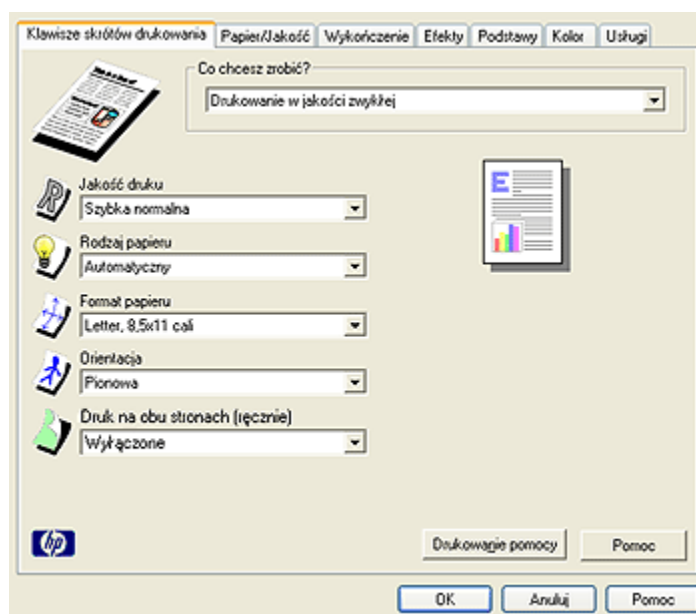 Klawisze skrótów drukowania Papier/Jakość Wykończenie Efekty Podstawy Kolor Usługi
Co chcesz zrobić?
Drukowanie w jakości zwykłej
Jakość druku
Szybka normalna
Rodzaj papieru
Automatyczny
Format papieru
Letter, 8,5x11 cali
Orientacja
Pionowa
Druk na obu stronach (ręcznie)
Wyłączone
hp
Drukowanie pomocy Pomoc
OK Anuluj Pomoc